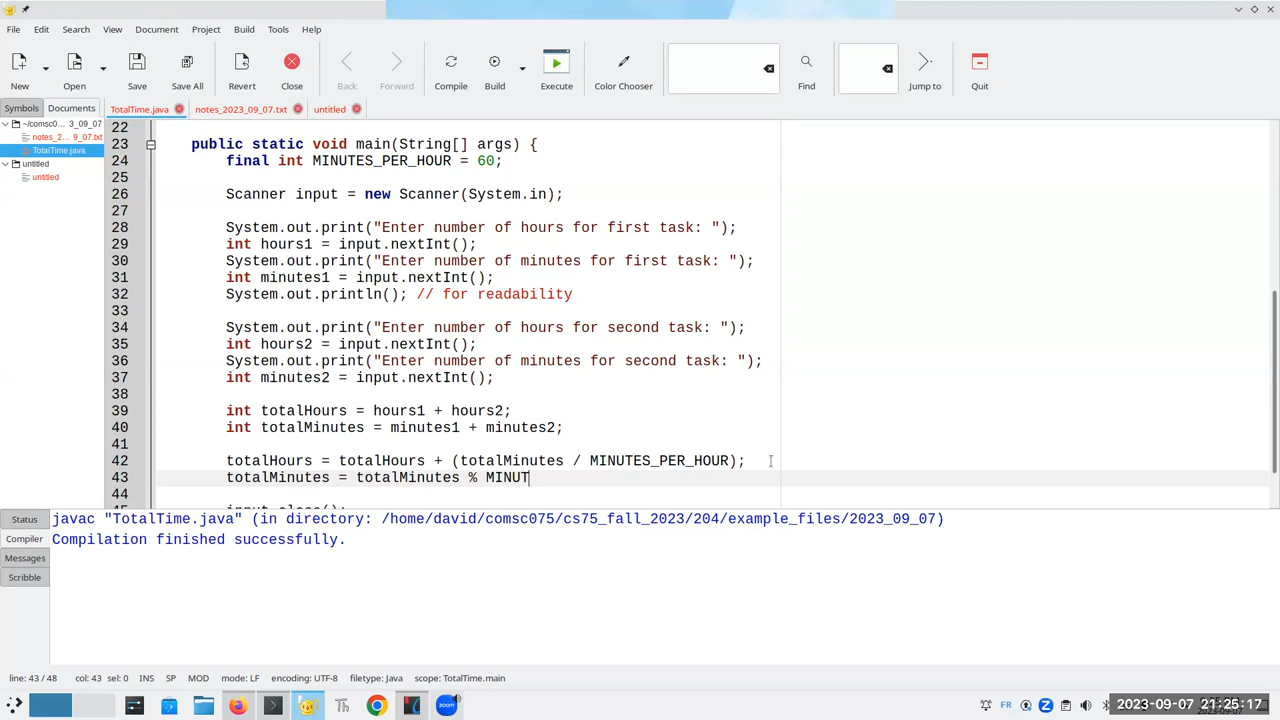 File Edit Search View Document Project Build Tools Help
New Open Save Save All Revert Close Back Forward Compile Build Execute Color Chooser Find Jump to Quit
Symbols Documents
TotalTime.java notes_2023_09_07.txt untitled
~/comsc0... 3_09_07
notes_2... 9_07.txt
TotalTime.java
untitled
untitled
22
23 public static void main(String[] args) {
24 final int MINUTES_PER_HOUR = 60;
25
26 Scanner input = new Scanner(System.in);
27
28 System.out.print("Enter number of hours for first task: ");
29 int hours1 = input.nextInt();
30 System.out.print("Enter number of minutes for first task: ");
31 int minutes1 = input.nextInt();
32 System.out.println(); // for readability
33
34 System.out.print("Enter number of hours for second task: ");
35 int hours2 = input.nextInt();
36 System.out.print("Enter number of minutes for second task: ");
37 int minutes2 = input.nextInt();
38
39 int totalHours = hours1 + hours2;
40 int totalMinutes = minutes1 + minutes2;
41
42 totalHours = totalHours + (totalMinutes / MINUTES_PER_HOUR);
43 totalMinutes = totalMinutes % MINUT
44
45 input.close();
Status
Compiler
Messages
Scribble
javac "TotalTime.java" (in directory: /home/david/comsc075/cs75_fall_2023/204/example_files/2023_09_07)
Compilation finished successfully.
line: 43 / 48 col: 43 sel: 0 INS SP MOD mode: LF encoding: UTF-8 filetype: Java scope: TotalTime.main
Th zoom FR 2023-09-07 21:25:17